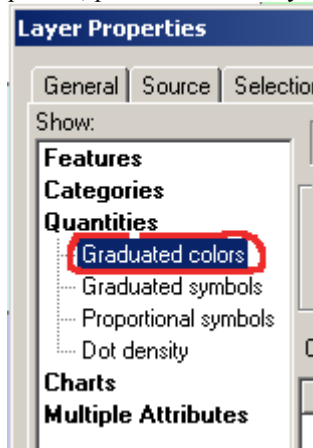 Layer Properties
General Source Selection
Show:
Features
Categories
Quantities
Graduated colors
Graduated symbols
Proportional symbols
Dot density
Charts
Multiple Attributes